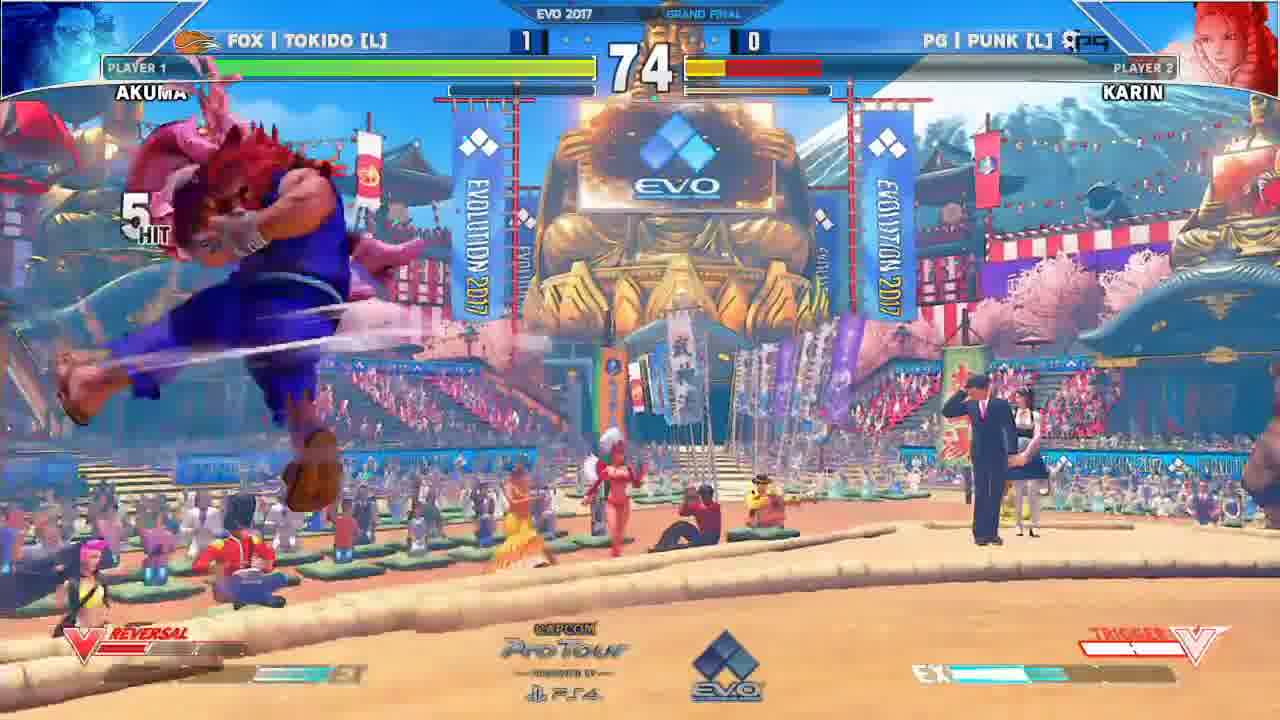 EVO 2017 GRAND FINAL
FOX | TOKIDO [L] 1 74 0 PG | PUNK [L]
PLAYER 1 PLAYER 2
AKUMA KARIN
EVO
EVOLUTION 2017
EVOLUTION 2017
5
HIT
REVERSAL
TRIGGER
CAPCOM
Pro Tour
PS4
EX
EVO